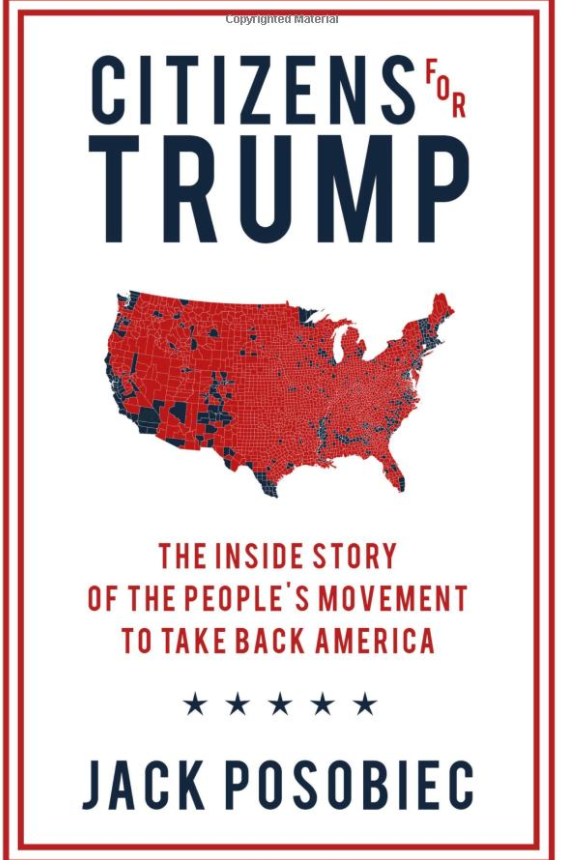 Copyrighted Material
CITIZENS FOR
TRUMP
THE INSIDE STORY
OF THE PEOPLE'S MOVEMENT
TO TAKE BACK AMERICA
JACK POSOBIEC